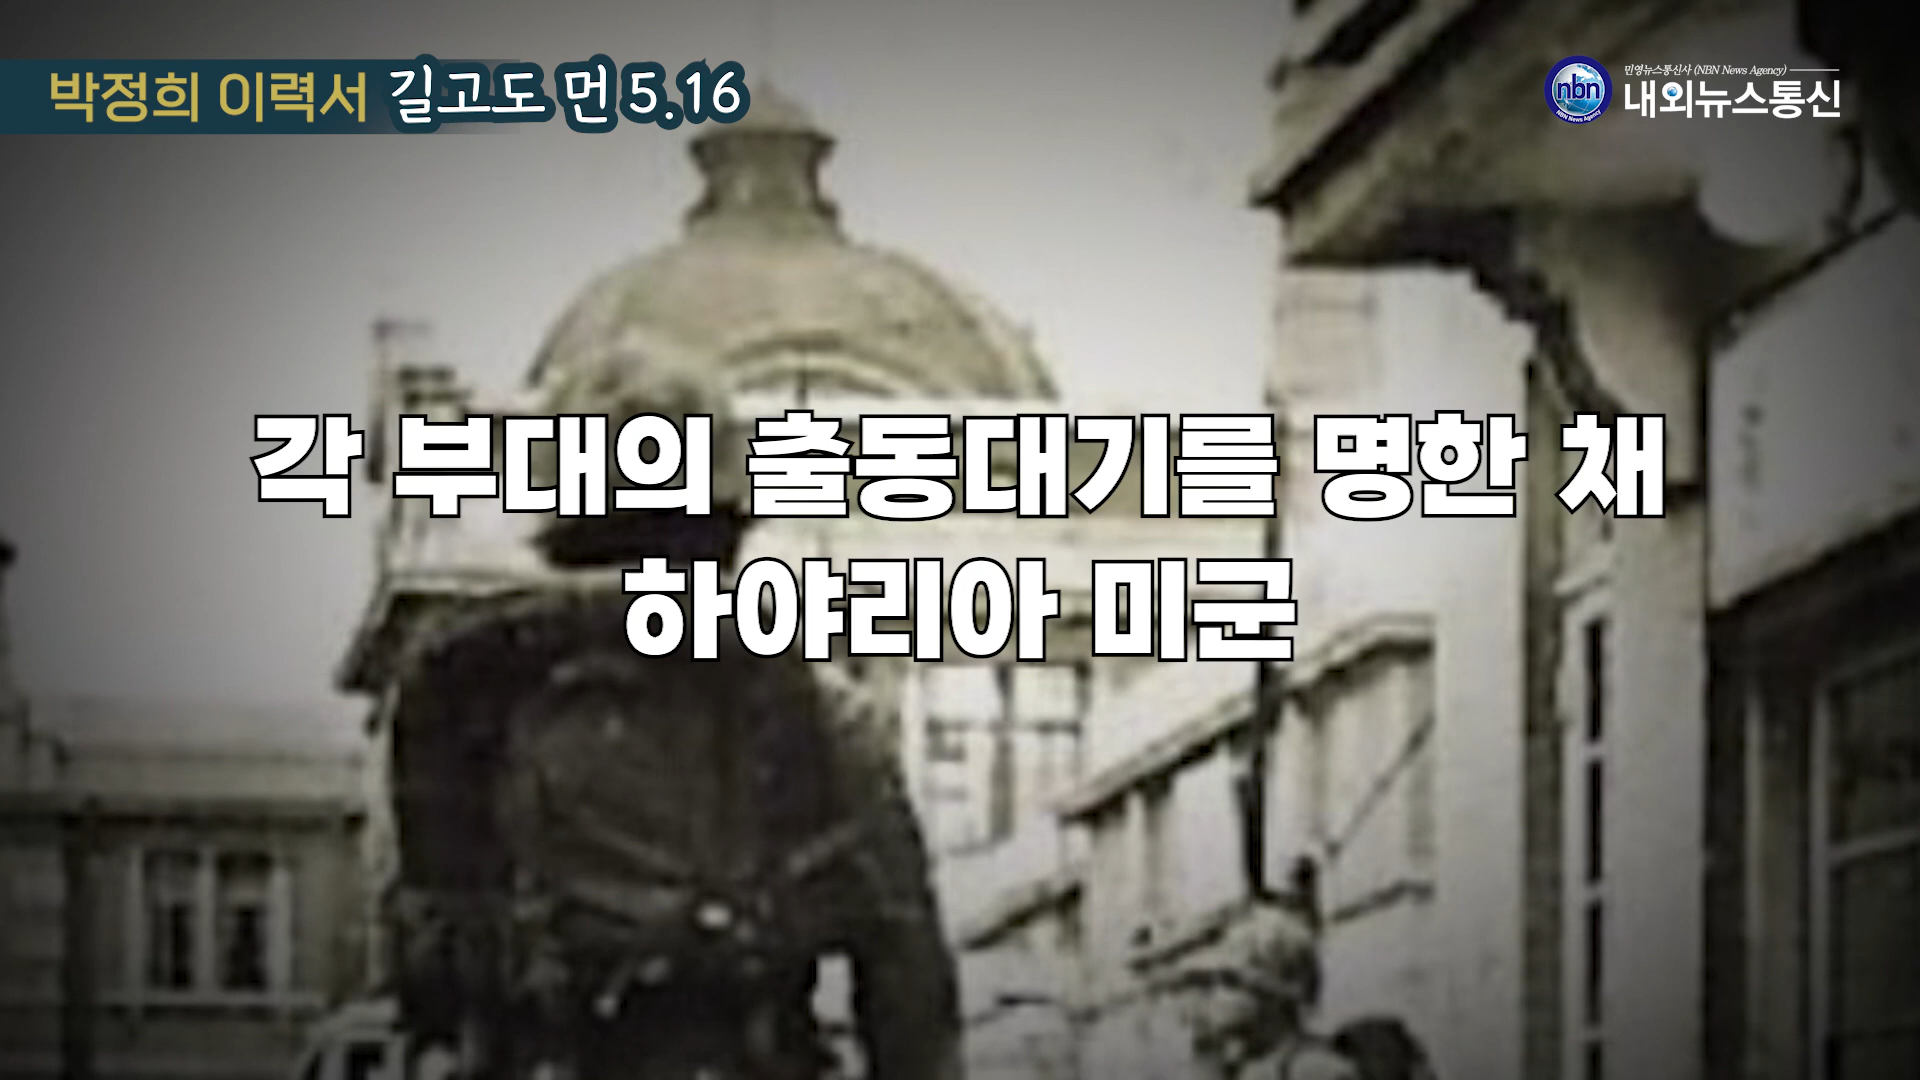 박정희 이력서 길고도 먼 5.16
민영뉴스통신사 (NBN News Agency)
nbn
NBN News Agency
내외뉴스통신
각 부대의 출동대기를 명한 채
하야리아 미군